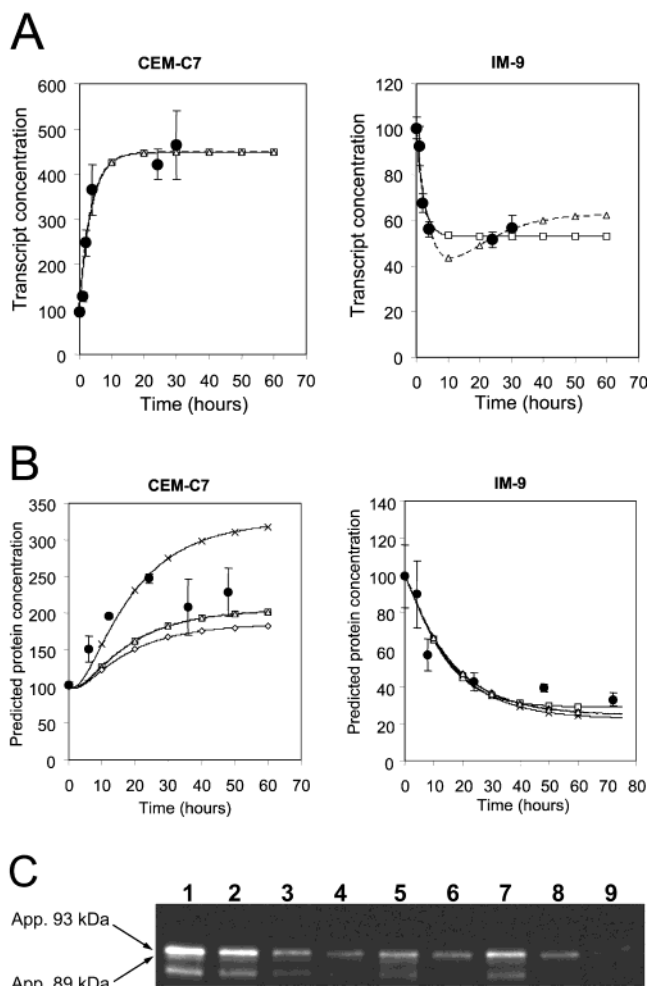 A
CEM-C7
IM-9
Transcript concentration
600
500
400
300
200
100
0
0 10 20 30 40 50 60 70
Time (hours)
Transcript concentration
120
100
80
60
40
20
0
0 10 20 30 40 50 60 70
Time (hours)
B
CEM-C7
IM-9
Predicted protein concentration
350
300
250
200
150
100
50
0
0 10 20 30 40 50 60 70
Time (hours)
Predicted protein concentration
140
120
100
80
60
40
20
0
0 10 20 30 40 50 60 70 80
Time (hours)
C
1 2 3 4 5 6 7 8 9
App. 93 kDa
App. 89 kDa